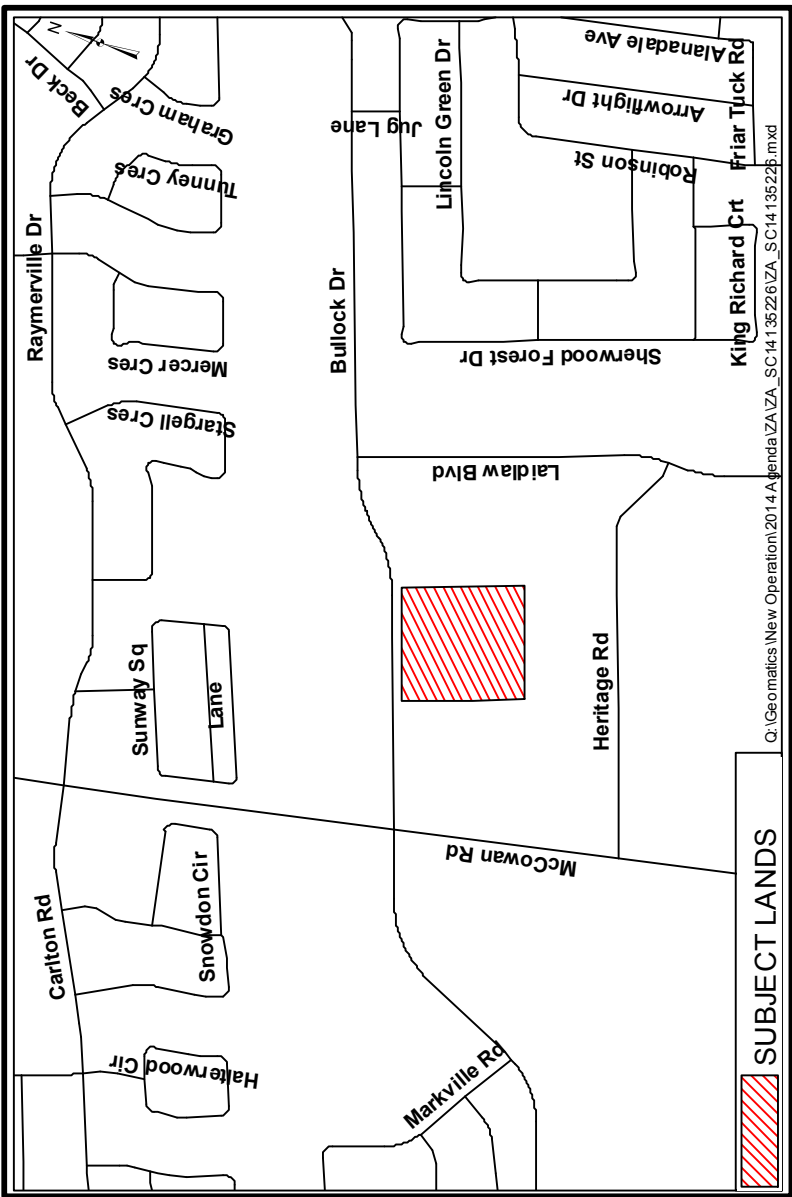 N
Beck Dr
Graham Cres
Tunney Cres
Raymerville Dr
Mercer Cres
Stargell Cres
Jug Lane
Lincoln Green Dr
Alanadale Ave
Arrowflight Dr
Friar Tuck Rd
Robinson St
King Richard Crt
Sherwood Forest Dr
Bullock Dr
Laidlaw Blvd
Sunway Sq
Lane
Heritage Rd
McCowan Rd
Carlton Rd
Snowdon Cir
Halterwood Cir
Markville Rd
SUBJECT LANDS
Q:\Geomatics\New Operation\2014 Agenda\ZA\ZA_SC14135226\ZA_SC14135226.mxd